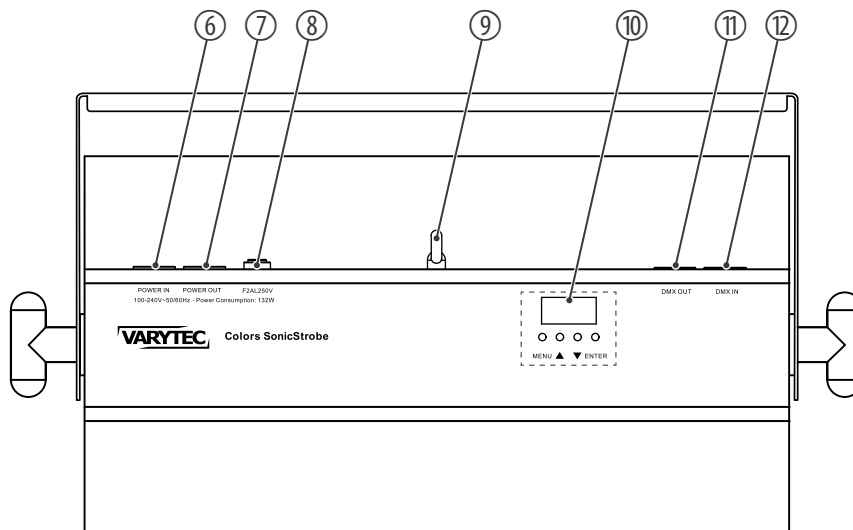 ⑥ ⑦ ⑧ ⑨ ⑩ ⑪ ⑫
POWER IN POWER OUT F2AL250V DMX OUT DMX IN
100-240V~50/60Hz - Power Consumption: 132W
VARYTEC Colors SonicStrobe
MENU ▲ ▼ ENTER